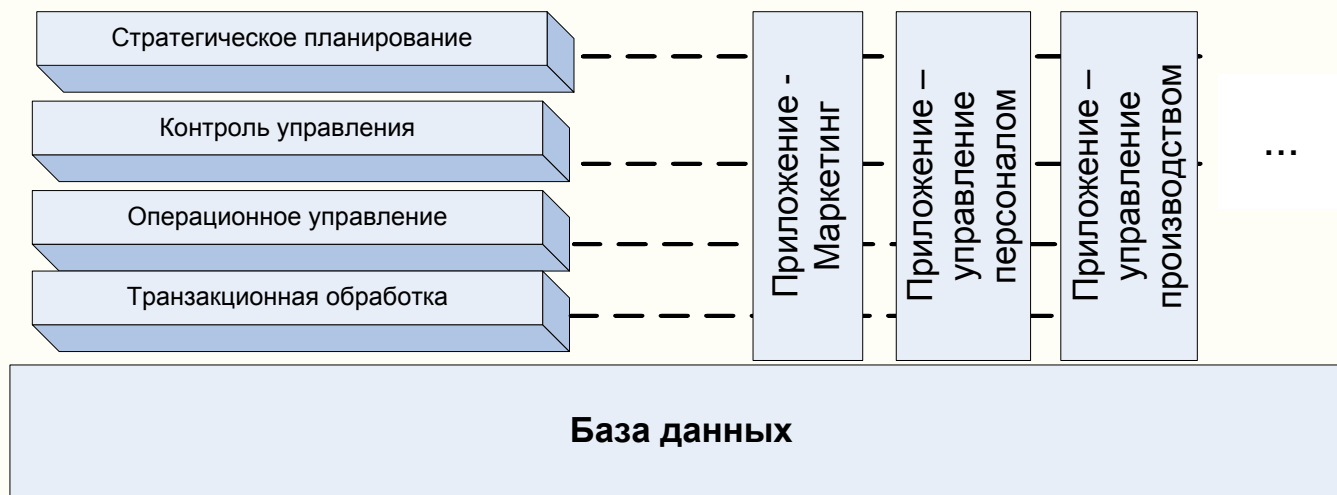 Стратегическое планирование
Контроль управления
Операционное управление
Транзакционная обработка
Приложение -
Маркетинг
Приложение –
управление
персоналом
Приложение –
управление
производством
...
База данных